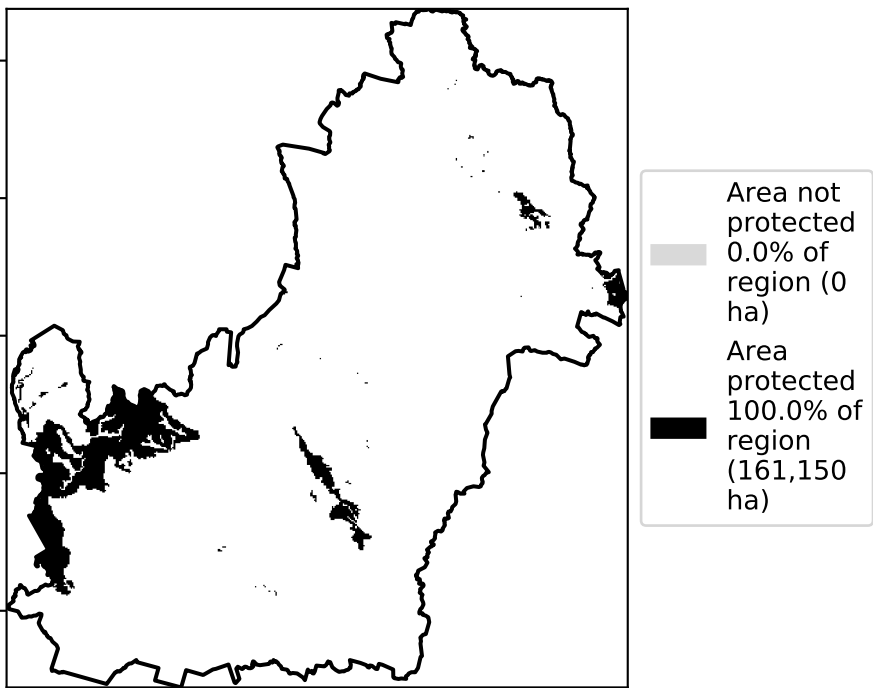 Area not
protected
0.0% of
region (0
ha)
Area
protected
100.0% of
region
(161,150
ha)